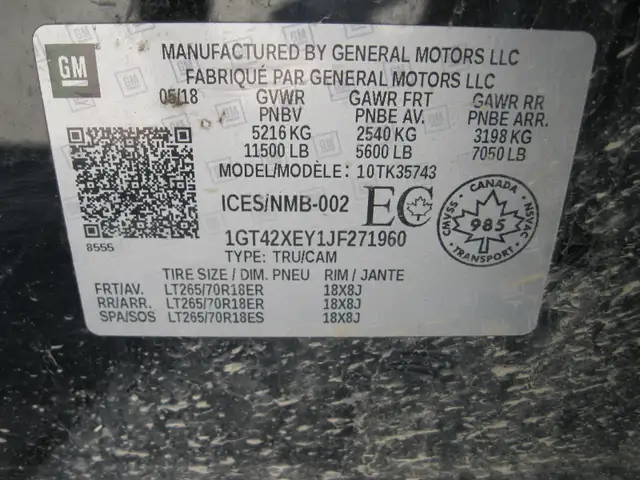 GM
MANUFACTURED BY GENERAL MOTORS LLC
FABRIQUÉ PAR GENERAL MOTORS LLC
05/18 GVWR GAWR FRT GAWR RR
PNBV PNBE AV. PNBE ARR.
5216 KG 2540 KG 3198 KG
11500 LB 5600 LB 7050 LB
MODEL/MODÈLE: 10TK35743
ICES/NMB-002 EC
CANADA
CMVSS 985 NSVAC
TRANSPORT
8555
1GT42XEY1JF271960
TYPE: TRU/CAM
TIRE SIZE / DIM. PNEU RIM / JANTE
FRT/AV. LT265/70R18ER 18X8J
RR/ARR. LT265/70R18ER 18X8J
SPA/SOS LT265/70R18ES 18X8J